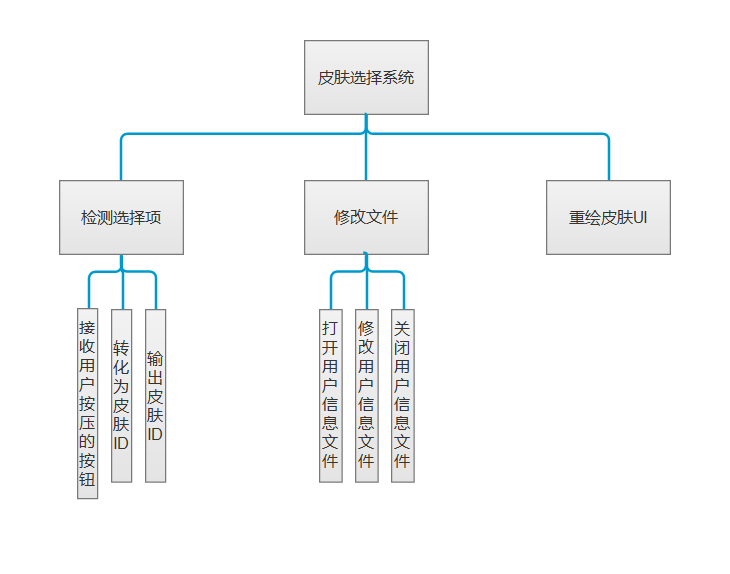 皮肤选择系统
检测选择项
修改文件
重绘皮肤UI
接收用户按压的按钮
转化为皮肤ID
输出皮肤ID
打开用户信息文件
修改用户信息文件
关闭用户信息文件